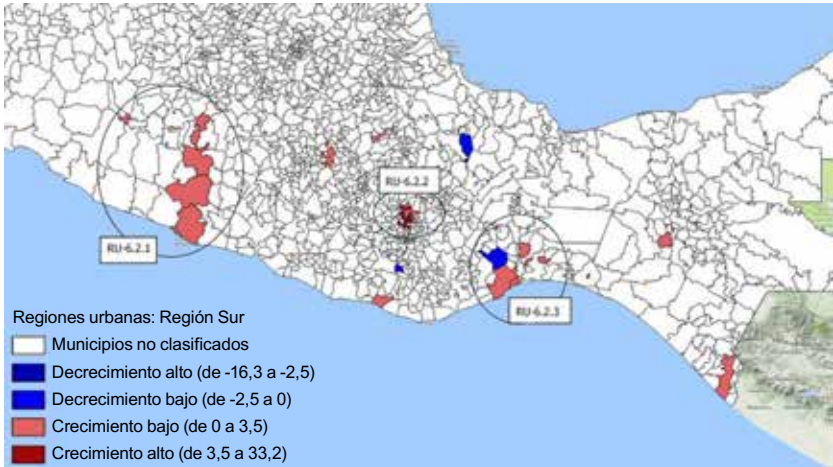 RU-6.2.2
RU-6.2.1
RU-6.2.3
Regiones urbanas: Región Sur
Municipios no clasificados
Decrecimiento alto (de -16,3 a -2,5)
Decrecimiento bajo (de -2,5 a 0)
Crecimiento bajo (de 0 a 3,5)
Crecimiento alto (de 3,5 a 33,2)